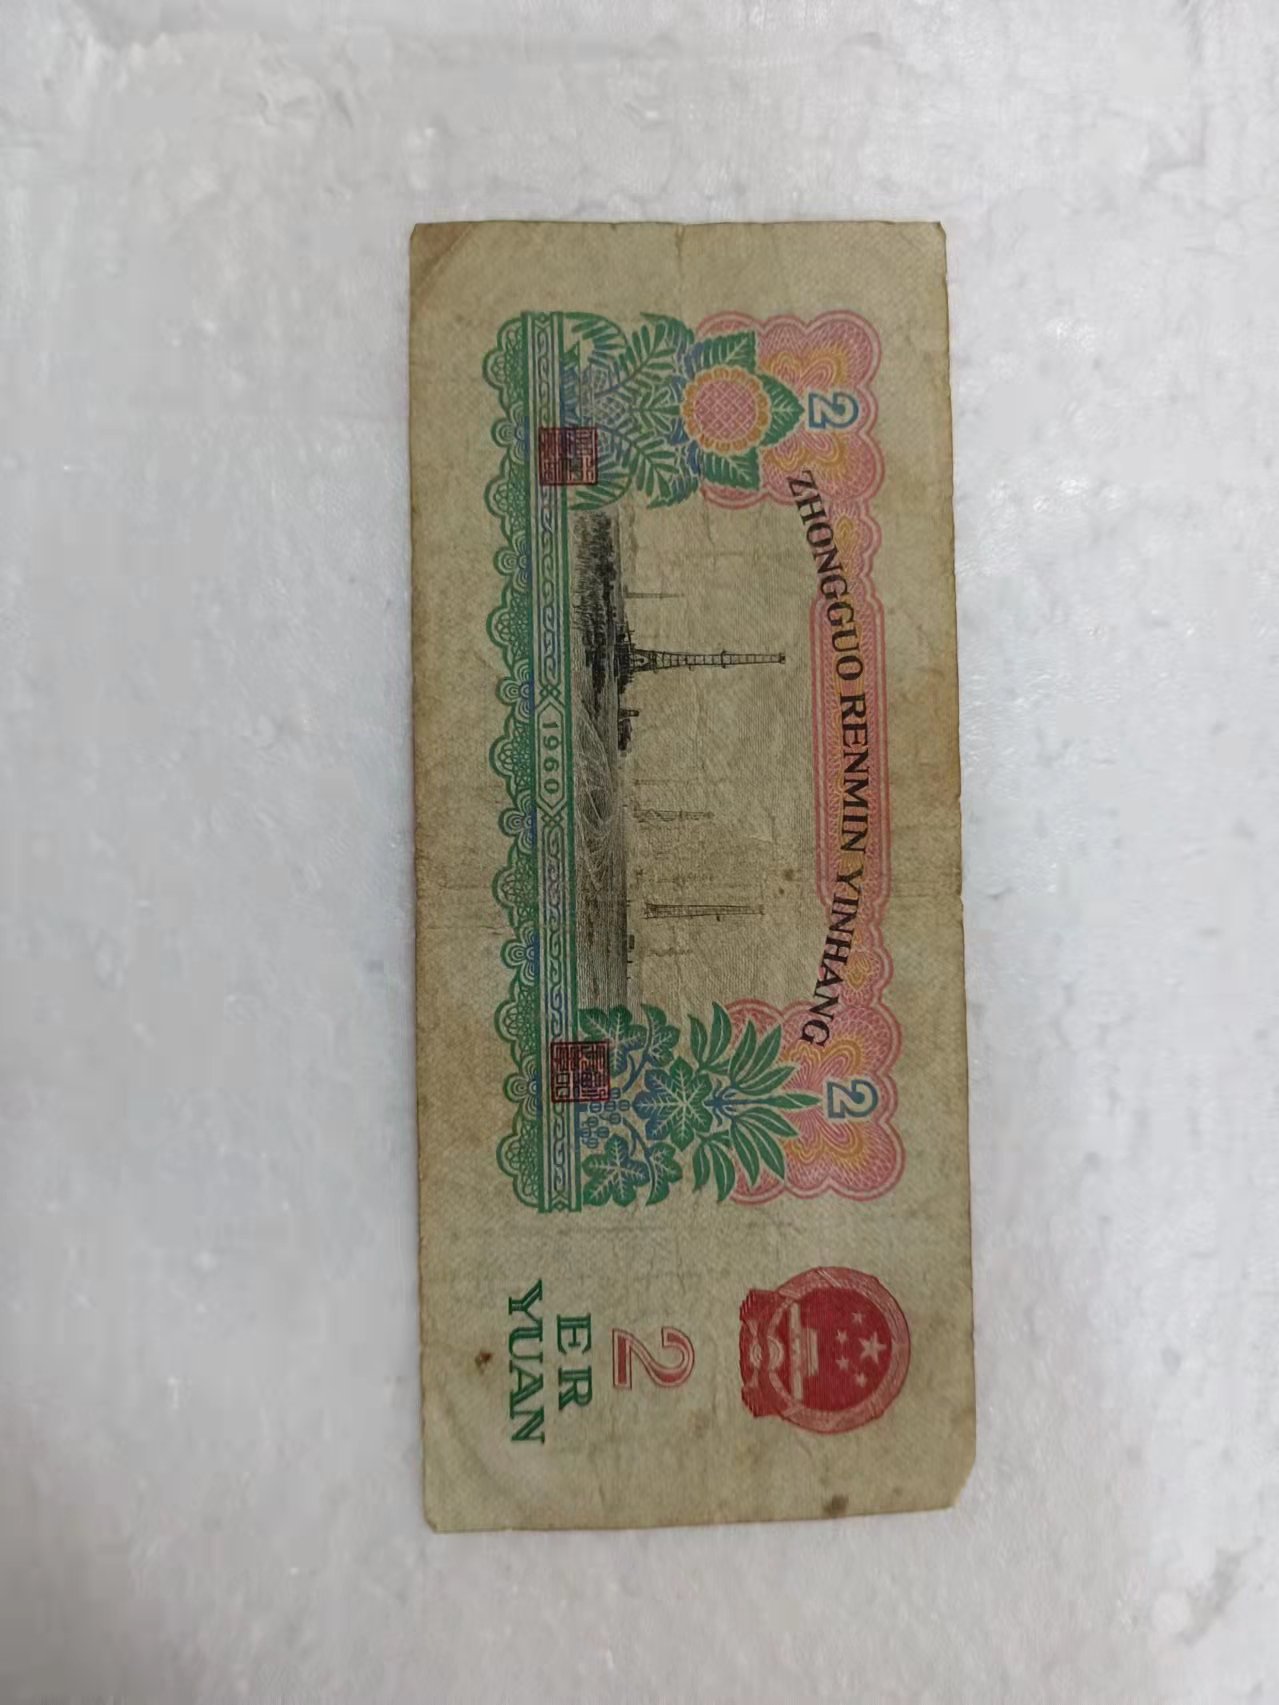 ZHONGGUO RENMIN YINHANG
2
2
1960
2
ER
YUAN